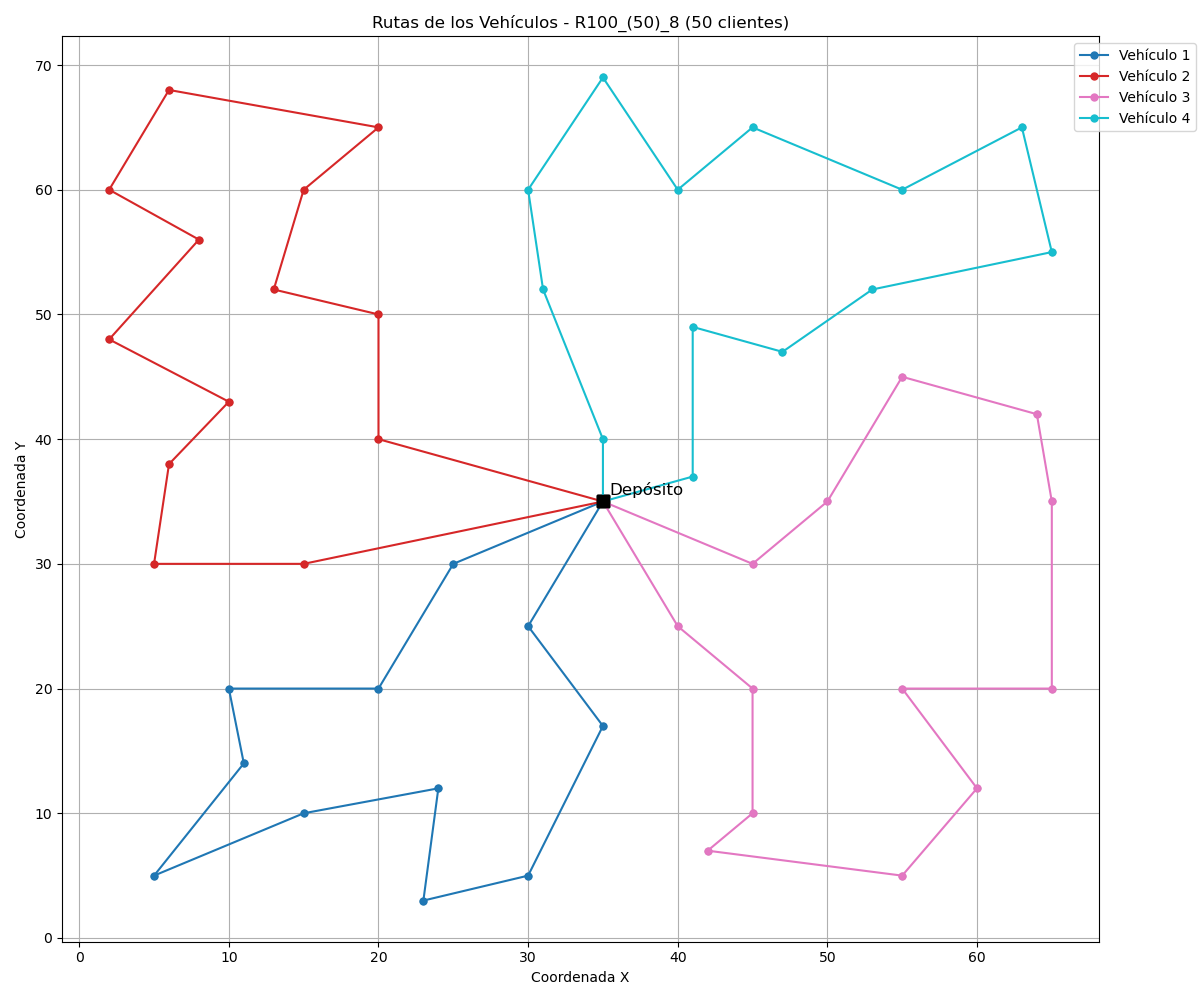 Rutas de los Vehículos - R100_(50)_8 (50 clientes)
Vehículo 1
Vehículo 2
Vehículo 3
Vehículo 4
70
60
50
40
30
20
10
0
Coordenada Y
Depósito
0 10 20 30 40 50 60
Coordenada X